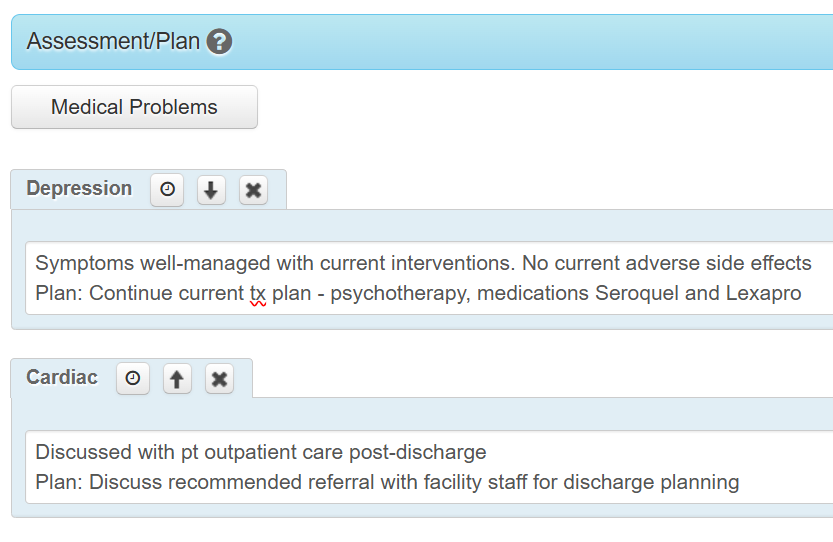 Assessment/Plan ?
Medical Problems
Depression
Symptoms well-managed with current interventions. No current adverse side effects
Plan: Continue current tx plan - psychotherapy, medications Seroquel and Lexapro
Cardiac
Discussed with pt outpatient care post-discharge
Plan: Discuss recommended referral with facility staff for discharge planning